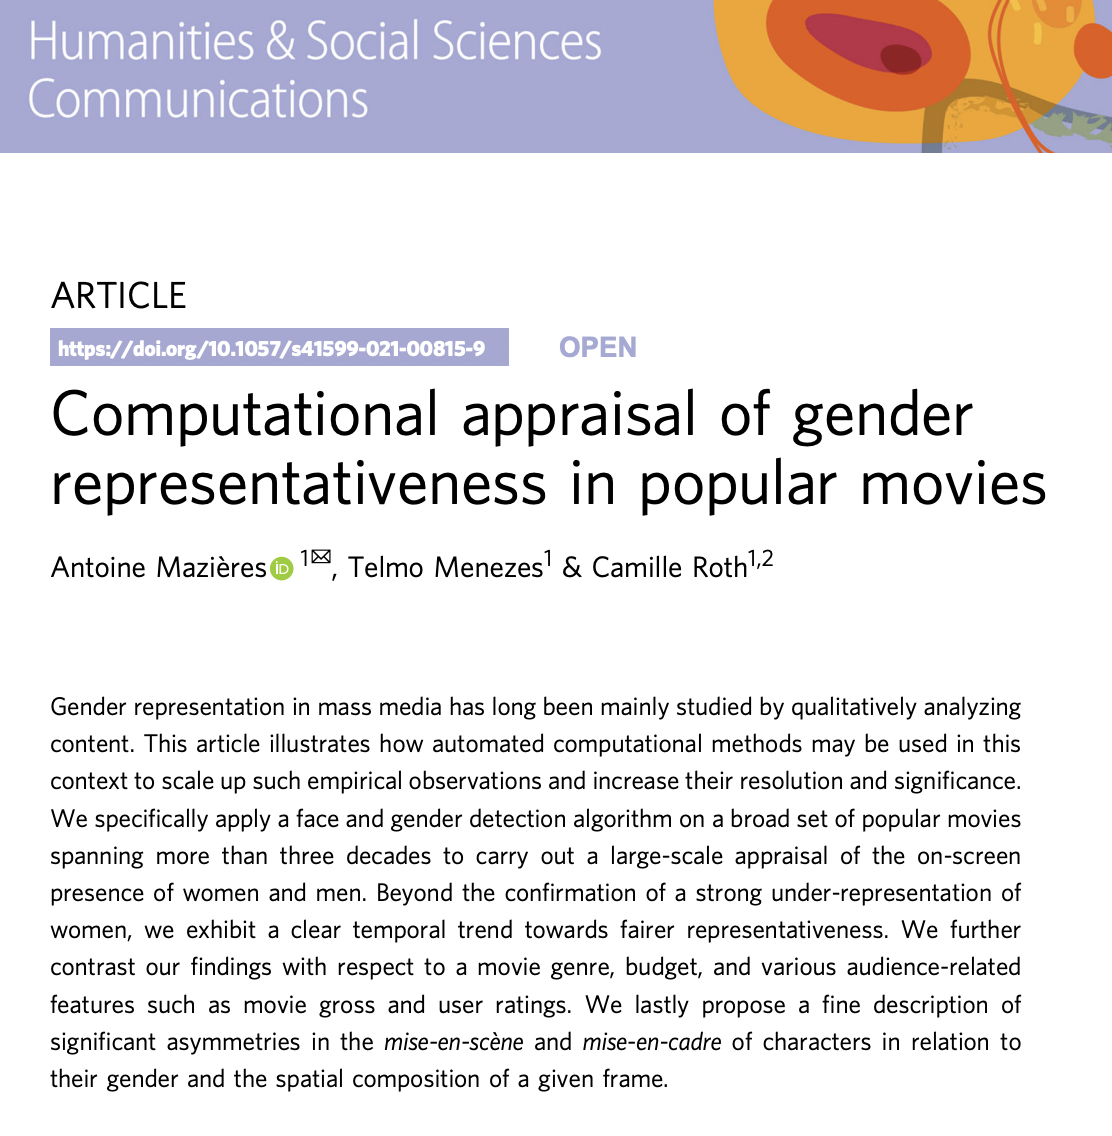 Humanities & Social Sciences
Communications
ARTICLE
https://doi.org/10.1057/s41599-021-00815-9 OPEN
Computational appraisal of gender
representativeness in popular movies
Antoine Mazières iD 1✉, Telmo Menezes1 & Camille Roth1,2
Gender representation in mass media has long been mainly studied by qualitatively analyzing
content. This article illustrates how automated computational methods may be used in this
context to scale up such empirical observations and increase their resolution and significance.
We specifically apply a face and gender detection algorithm on a broad set of popular movies
spanning more than three decades to carry out a large-scale appraisal of the on-screen
presence of women and men. Beyond the confirmation of a strong under-representation of
women, we exhibit a clear temporal trend towards fairer representativeness. We further
contrast our findings with respect to a movie genre, budget, and various audience-related
features such as movie gross and user ratings. We lastly propose a fine description of
significant asymmetries in the mise-en-scène and mise-en-cadre of characters in relation to
their gender and the spatial composition of a given frame.